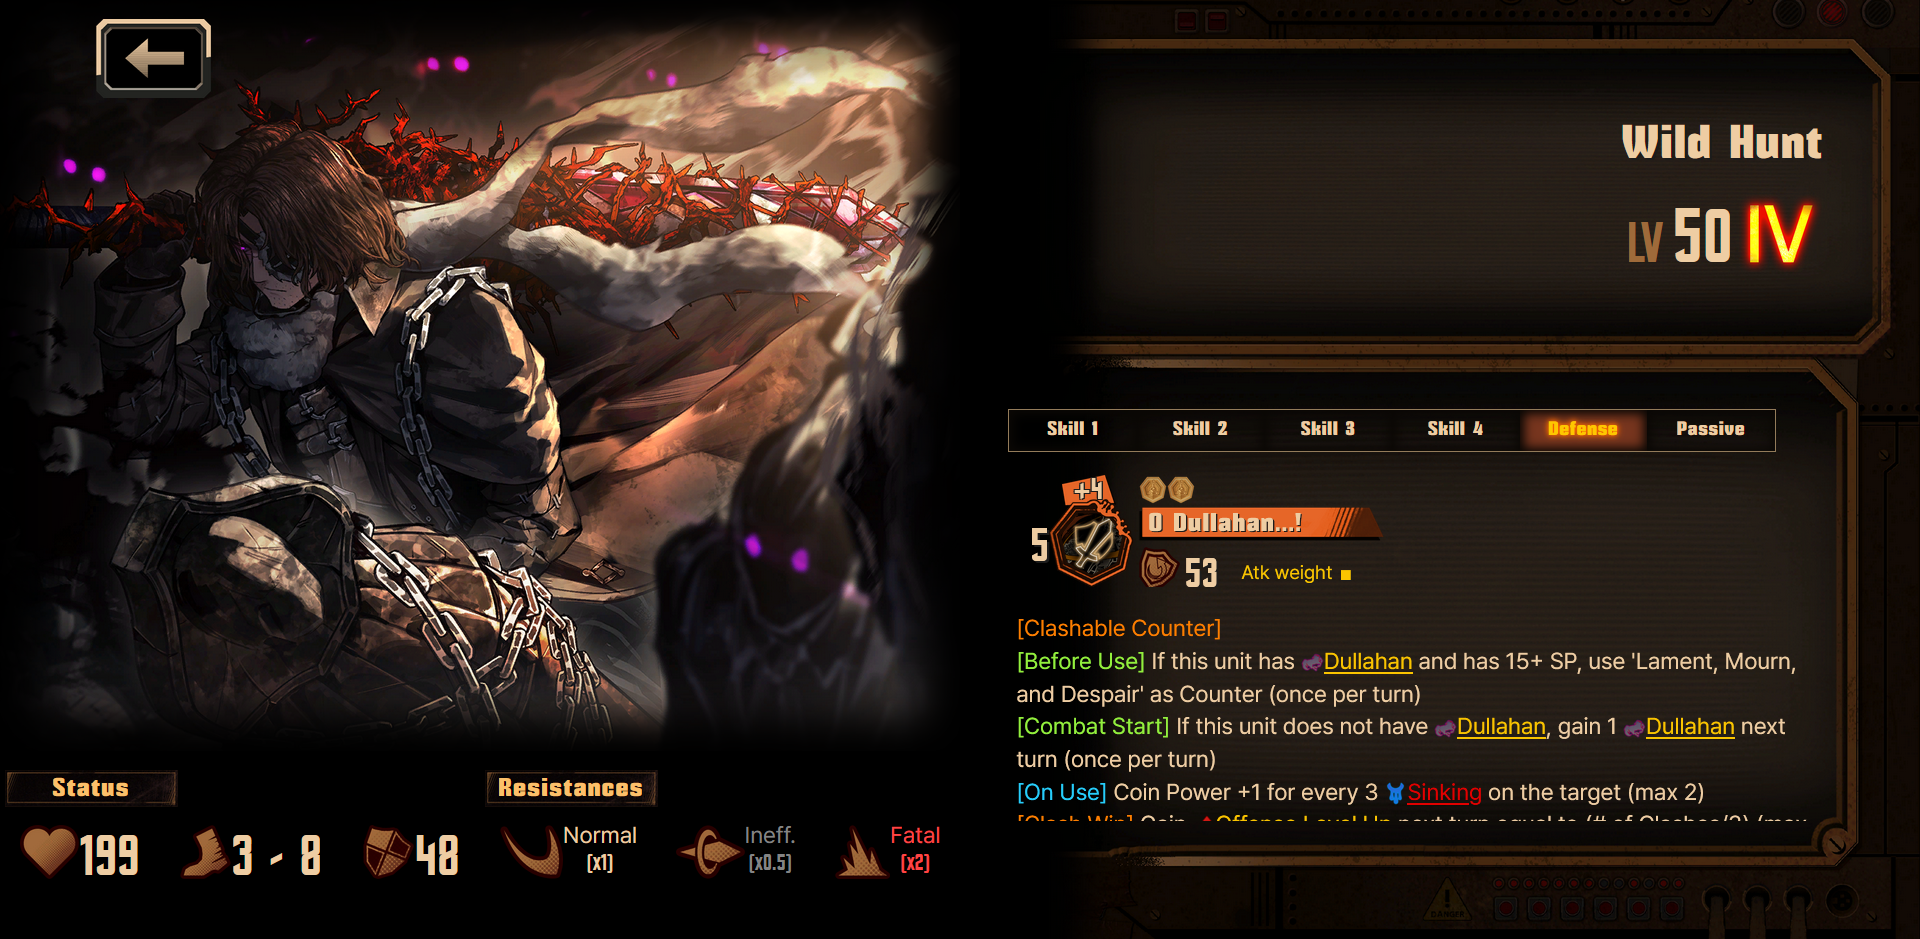 Wild Hunt
LV 50 IV
Skill 1 Skill 2 Skill 3 Skill 4 Defense Passive
+4
5
O Dullahan...!
53 Atk weight
[Clashable Counter]
[Before Use] If this unit has Dullahan and has 15+ SP, use 'Lament, Mourn,
and Despair' as Counter (once per turn)
[Combat Start] If this unit does not have Dullahan, gain 1 Dullahan next
turn (once per turn)
[On Use] Coin Power +1 for every 3 Sinking on the target (max 2)
[Clash Win] Gain Offense Level Up next turn equal to (# of Clashes/2) (max
Status
199 3 - 8 48
Resistances
Normal
[x1]
Ineff.
[x0.5]
Fatal
[x2]
DANGER